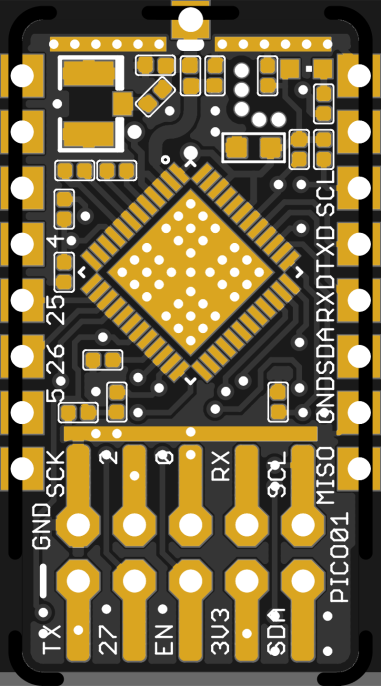 4
25
26
5
SCL
TXD
RXD
SDA
GND
MISO
SCK
2
0
RX
SCL
GND
PICO01
TX
27
EN
3V3
SDA